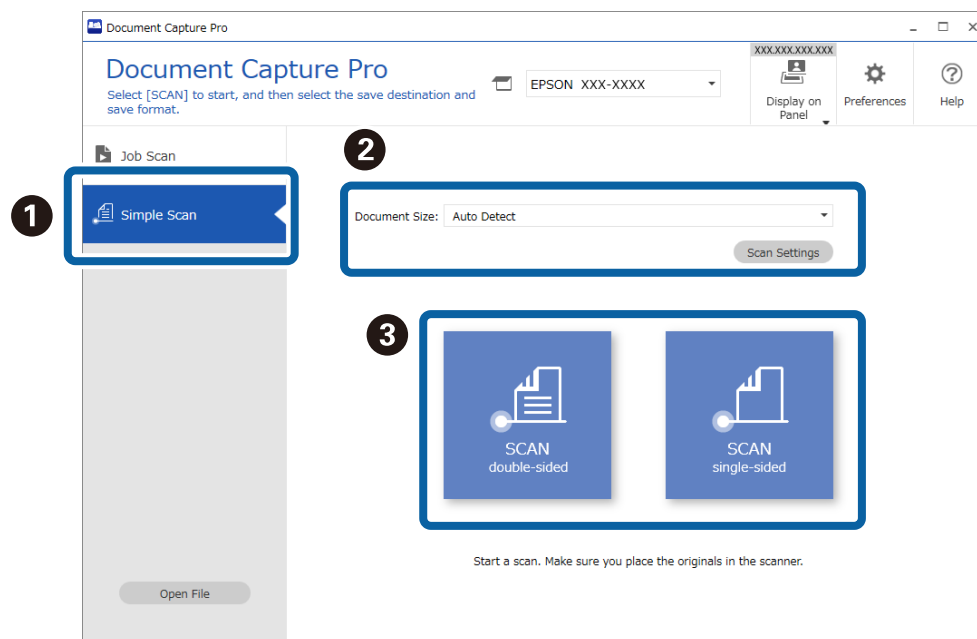 Document Capture Pro
Document Capture Pro
Select [SCAN] to start, and then select the save destination and
save format.
EPSON XXX-XXXX
XXX.XXX.XXX.XXX
Display on
Panel
Preferences
Help
Job Scan
1
Simple Scan
2
Document Size: Auto Detect
Scan Settings
3
SCAN
double-sided
SCAN
single-sided
Start a scan. Make sure you place the originals in the scanner.
Open File